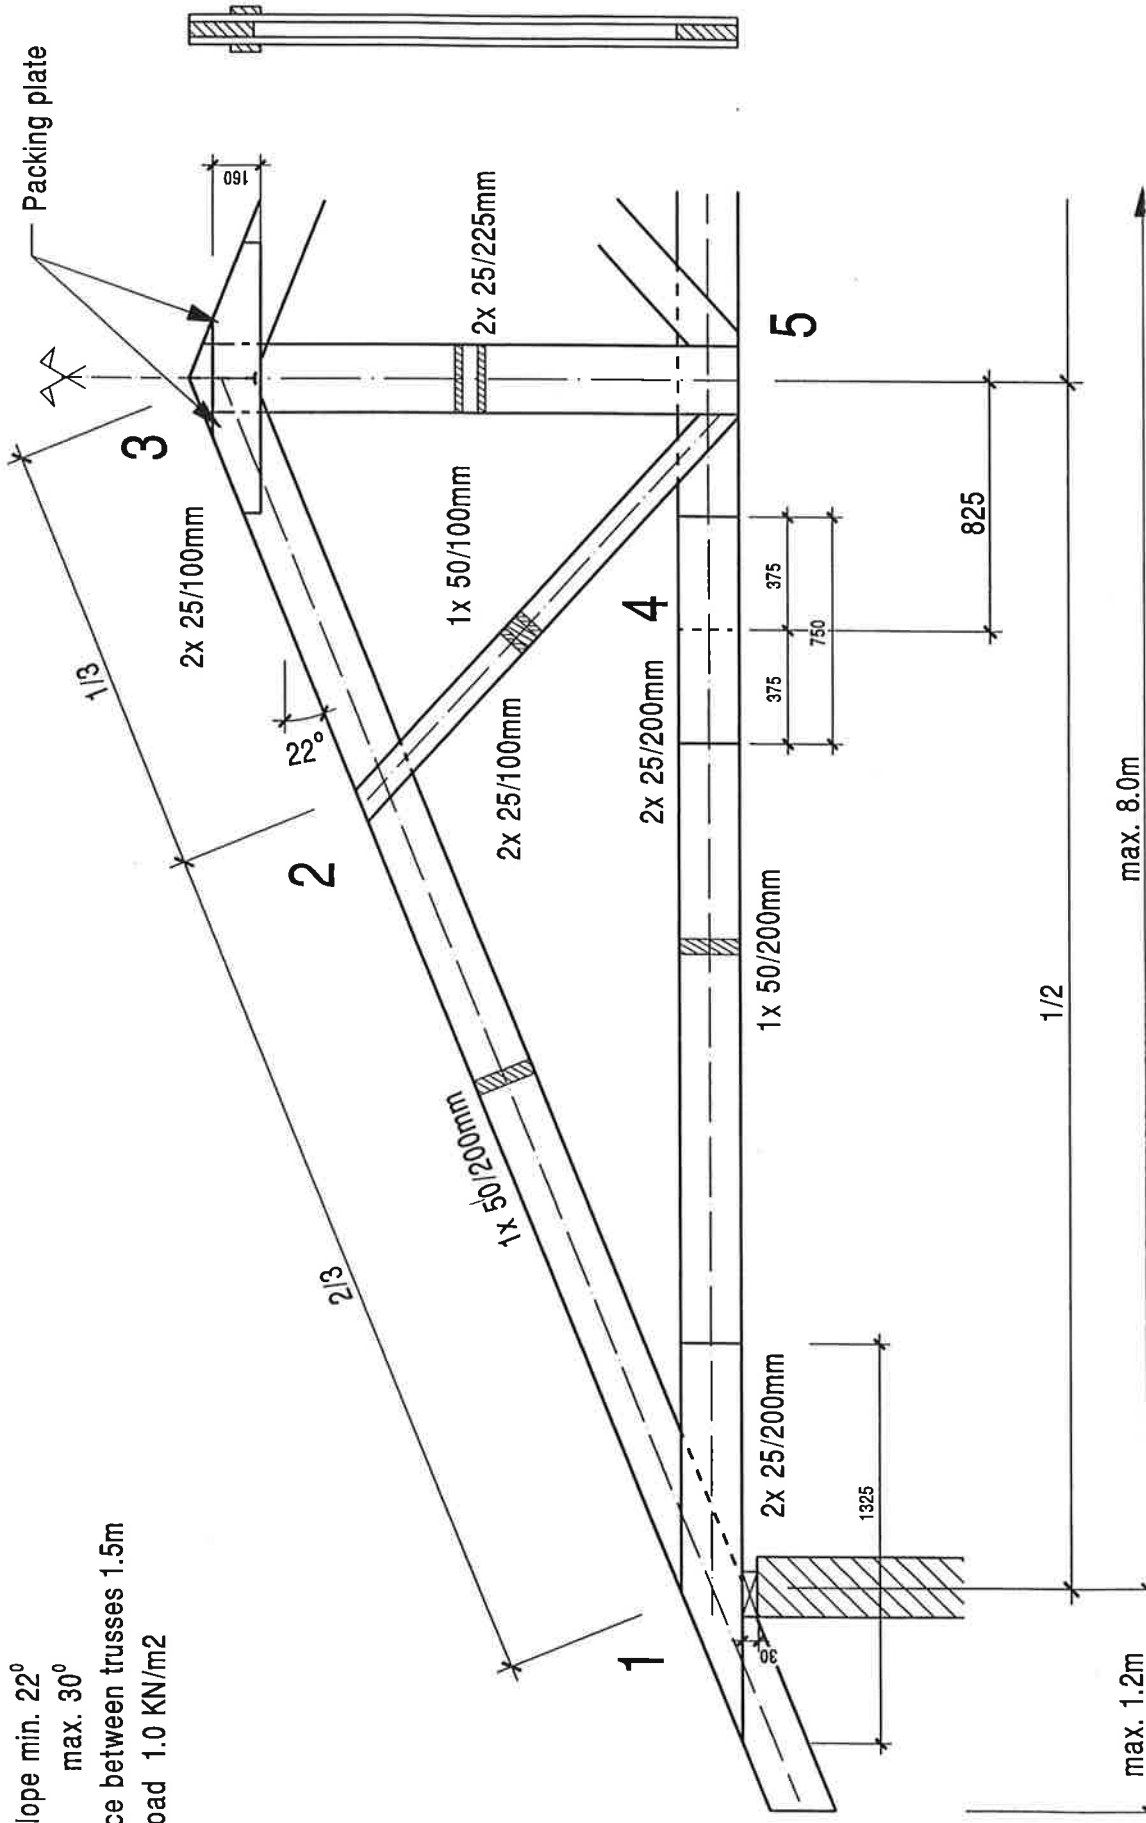 lope min. 22⁰
max. 30⁰
ce between trusses 1.5m
oad 1.0 KN/m2
Packing plate
160
3
2x 25/100mm
1/3
22⁰
2x 25/225mm
1x 50/100mm
2
2x 25/100mm
5
4
2x 25/200mm
375
375
750
825
2/3
1x 50/200mm
1x 50/200mm
1/2
max. 8.0m
1
2x 25/200mm
30
1325
max. 1.2m